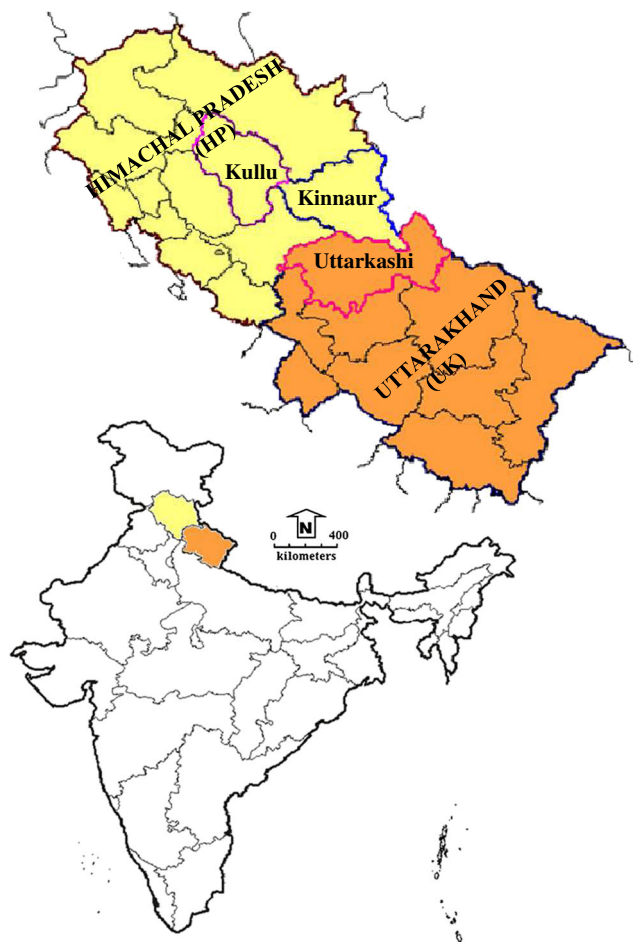 HIMACHAL PRADESH
(HP)
Kullu
Kinnaur
Uttarkashi
UTTARAKHAND
(UK)
N
0 400
kilometers